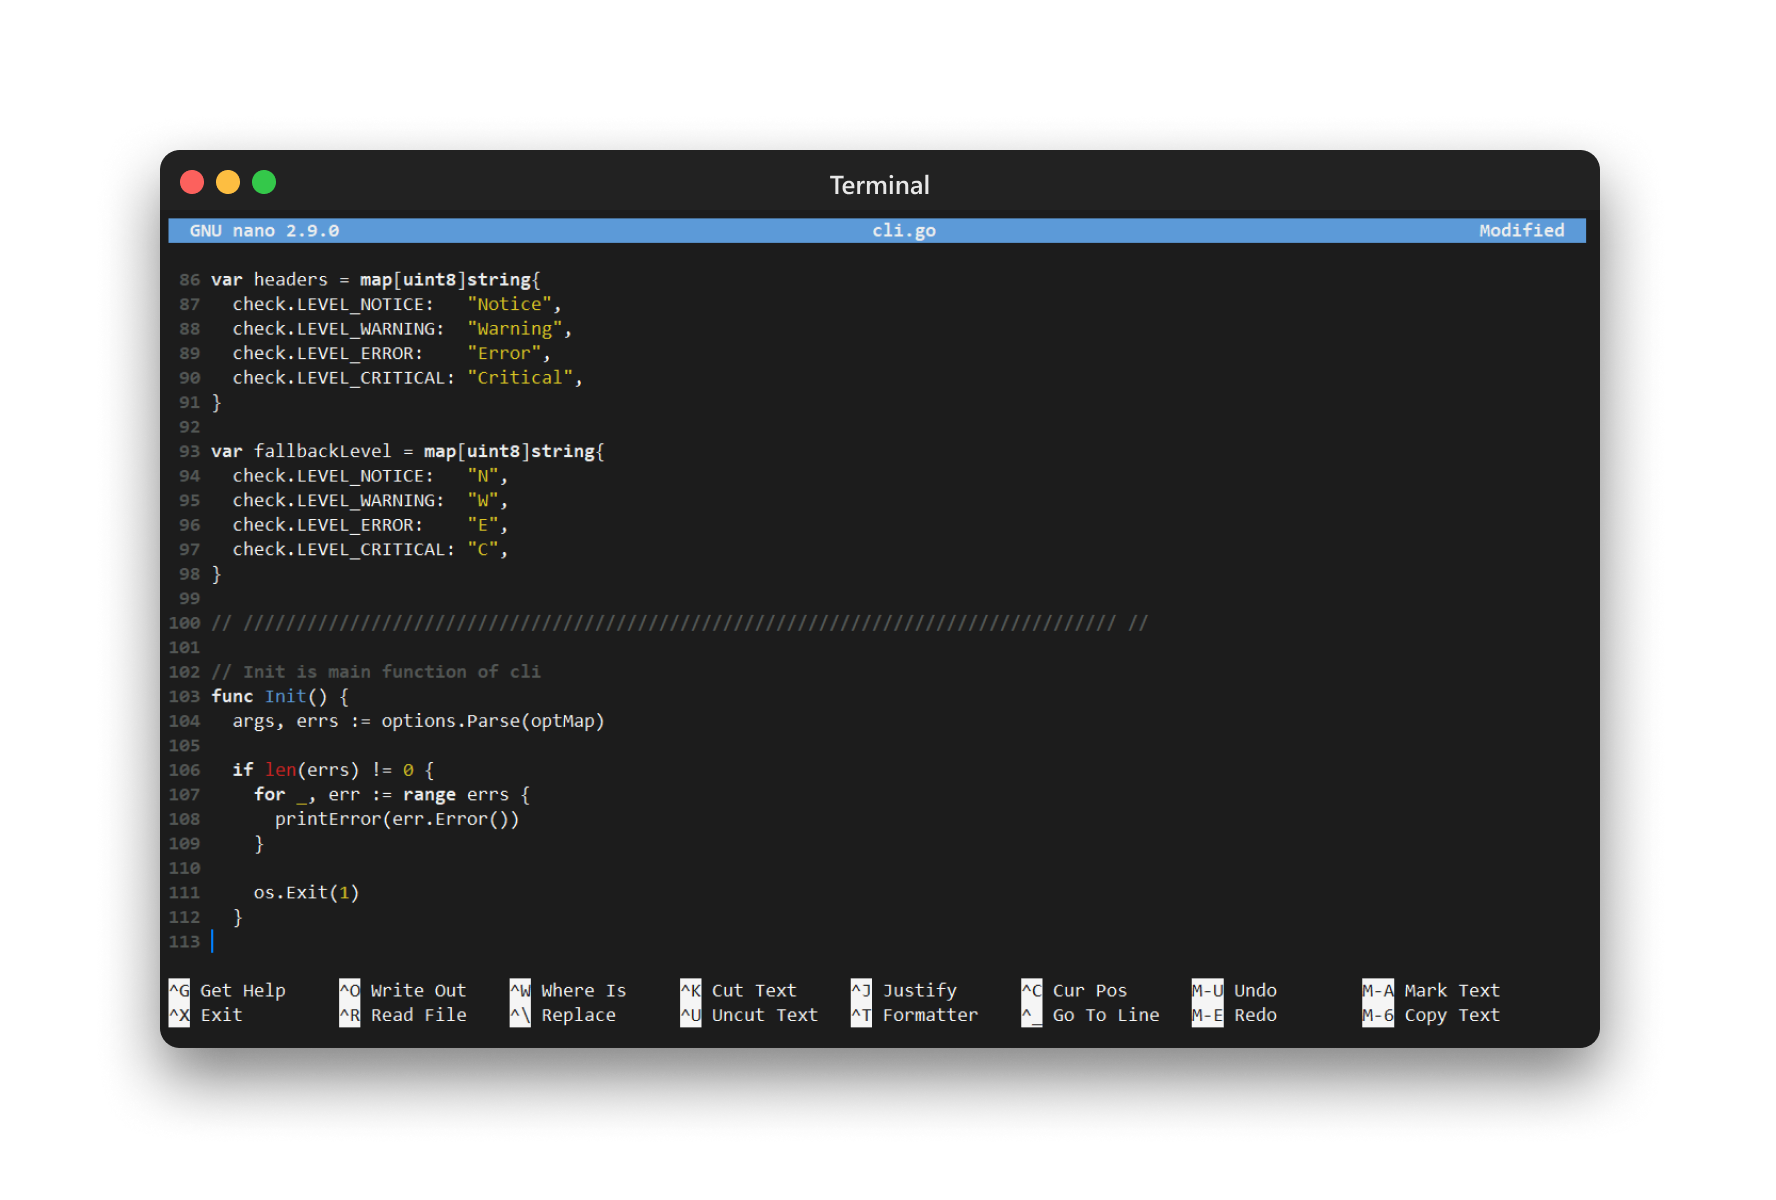 Terminal
GNU nano 2.9.0 cli.go Modified
86 var headers = map[uint8]string{
87   check.LEVEL_NOTICE:   "Notice",
88   check.LEVEL_WARNING:  "Warning",
89   check.LEVEL_ERROR:    "Error",
90   check.LEVEL_CRITICAL: "Critical",
91 }
92
93 var fallbackLevel = map[uint8]string{
94   check.LEVEL_NOTICE:   "N",
95   check.LEVEL_WARNING:  "W",
96   check.LEVEL_ERROR:    "E",
97   check.LEVEL_CRITICAL: "C",
98 }
99
100 // ////////////////////////////////////////////////////////////////////////////////// //
101
102 // Init is main function of cli
103 func Init() {
104   args, errs := options.Parse(optMap)
105
106   if len(errs) != 0 {
107     for _, err := range errs {
108       printError(err.Error())
109     }
110
111     os.Exit(1)
112   }
113
^G Get Help ^O Write Out ^W Where Is ^K Cut Text ^J Justify ^C Cur Pos M-U Undo M-A Mark Text
^X Exit ^R Read File ^\ Replace ^U Uncut Text ^T Formatter ^_ Go To Line M-E Redo M-6 Copy Text